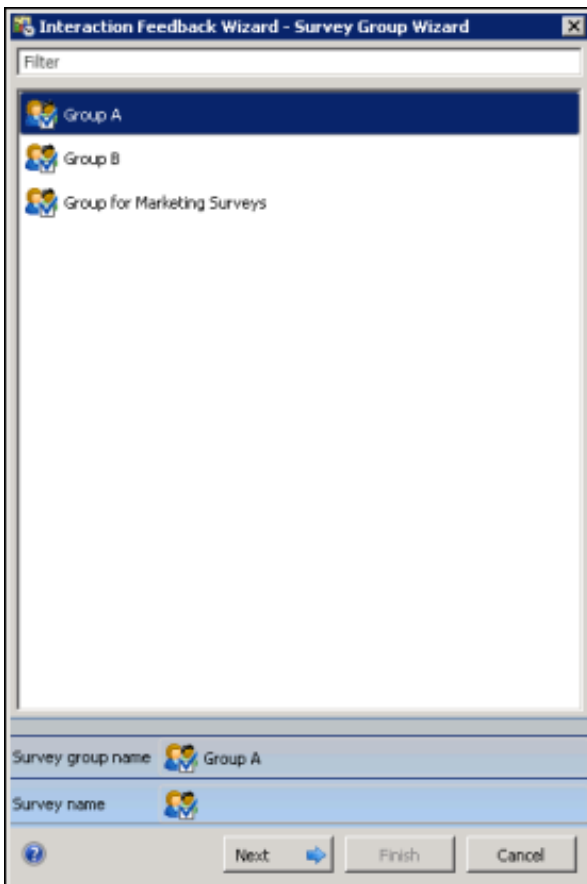 Interaction Feedback Wizard - Survey Group Wizard
Filter
Group A
Group B
Group for Marketing Surveys
Survey group name Group A
Survey name
Next Finish Cancel